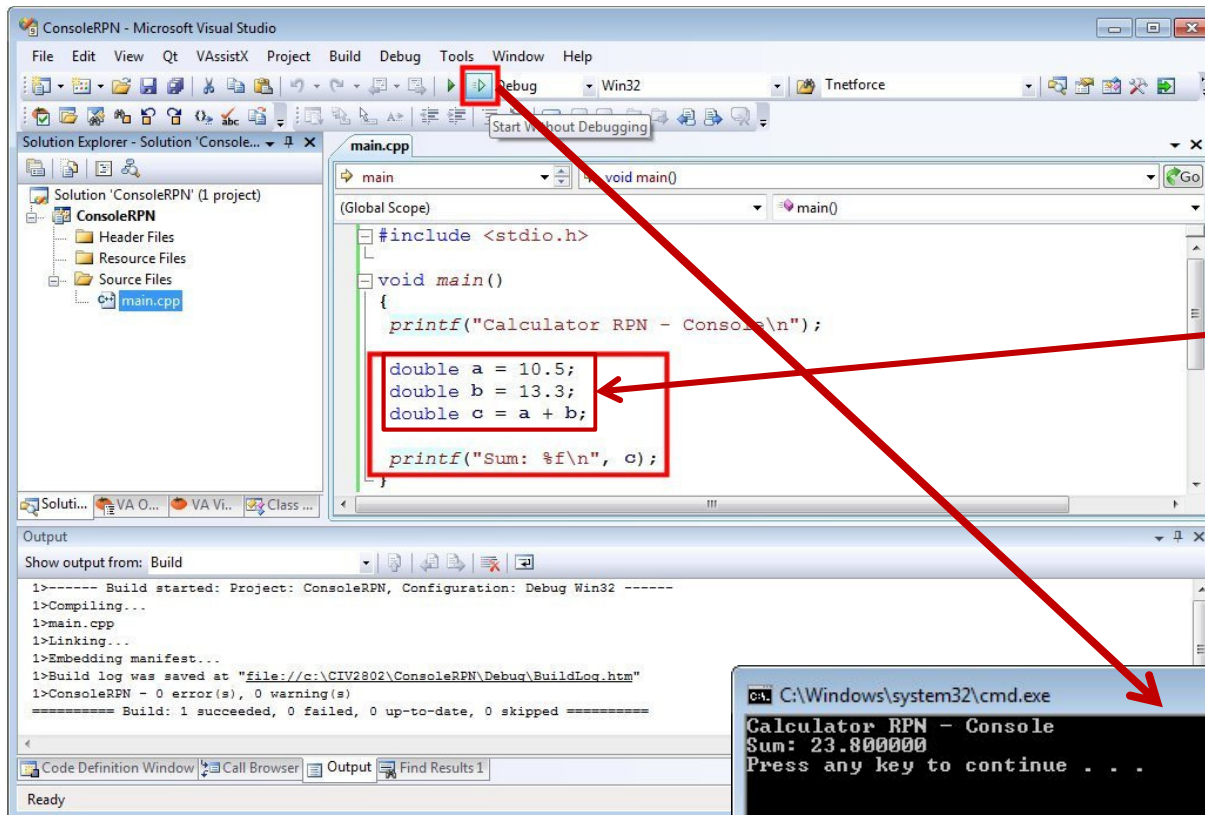 ConsoleRPN - Microsoft Visual Studio
File Edit View Qt VAssistX Project Build Debug Tools Window Help
Debug Win32 Tnetforce
Start Without Debugging
Solution Explorer - Solution 'Console...
main.cpp
main void main() Go
Solution 'ConsoleRPN' (1 project)
(Global Scope) main()
ConsoleRPN
Header Files
Resource Files
Source Files
main.cpp
#include <stdio.h>
void main()
{
printf("Calculator RPN - Console\n");
double a = 10.5;
double b = 13.3;
double c = a + b;
printf("Sum: %f\n", c);
}
Soluti... VA O... VA Vi.. Class ...
Output
Show output from: Build
1>------ Build started: Project: ConsoleRPN, Configuration: Debug Win32 ------
1>Compiling...
1>main.cpp
1>Linking...
1>Embedding manifest...
1>Build log was saved at "file://c:\CIV2802\ConsoleRPN\Debug\BuildLog.htm"
1>ConsoleRPN - 0 error(s), 0 warning(s)
========== Build: 1 succeeded, 0 failed, 0 up-to-date, 0 skipped ==========
Code Definition Window Call Browser Output Find Results 1
Ready
C:\Windows\system32\cmd.exe
Calculator RPN - Console
Sum: 23.800000
Press any key to continue . . .